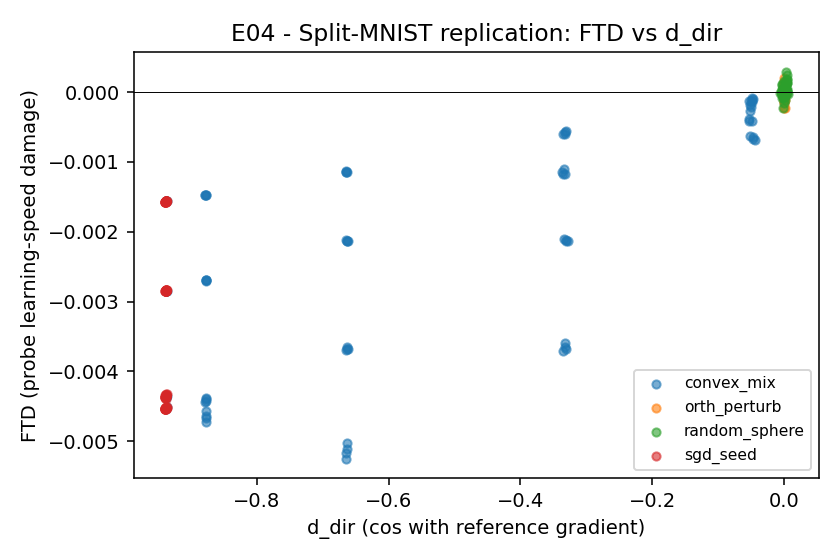 E04 - Split-MNIST replication: FTD vs d_dir
FTD (probe learning-speed damage)
0.000
−0.001
−0.002
−0.003
−0.004
−0.005
convex_mix
orth_perturb
random_sphere
sgd_seed
−0.8
−0.6
−0.4
−0.2
0.0
d_dir (cos with reference gradient)